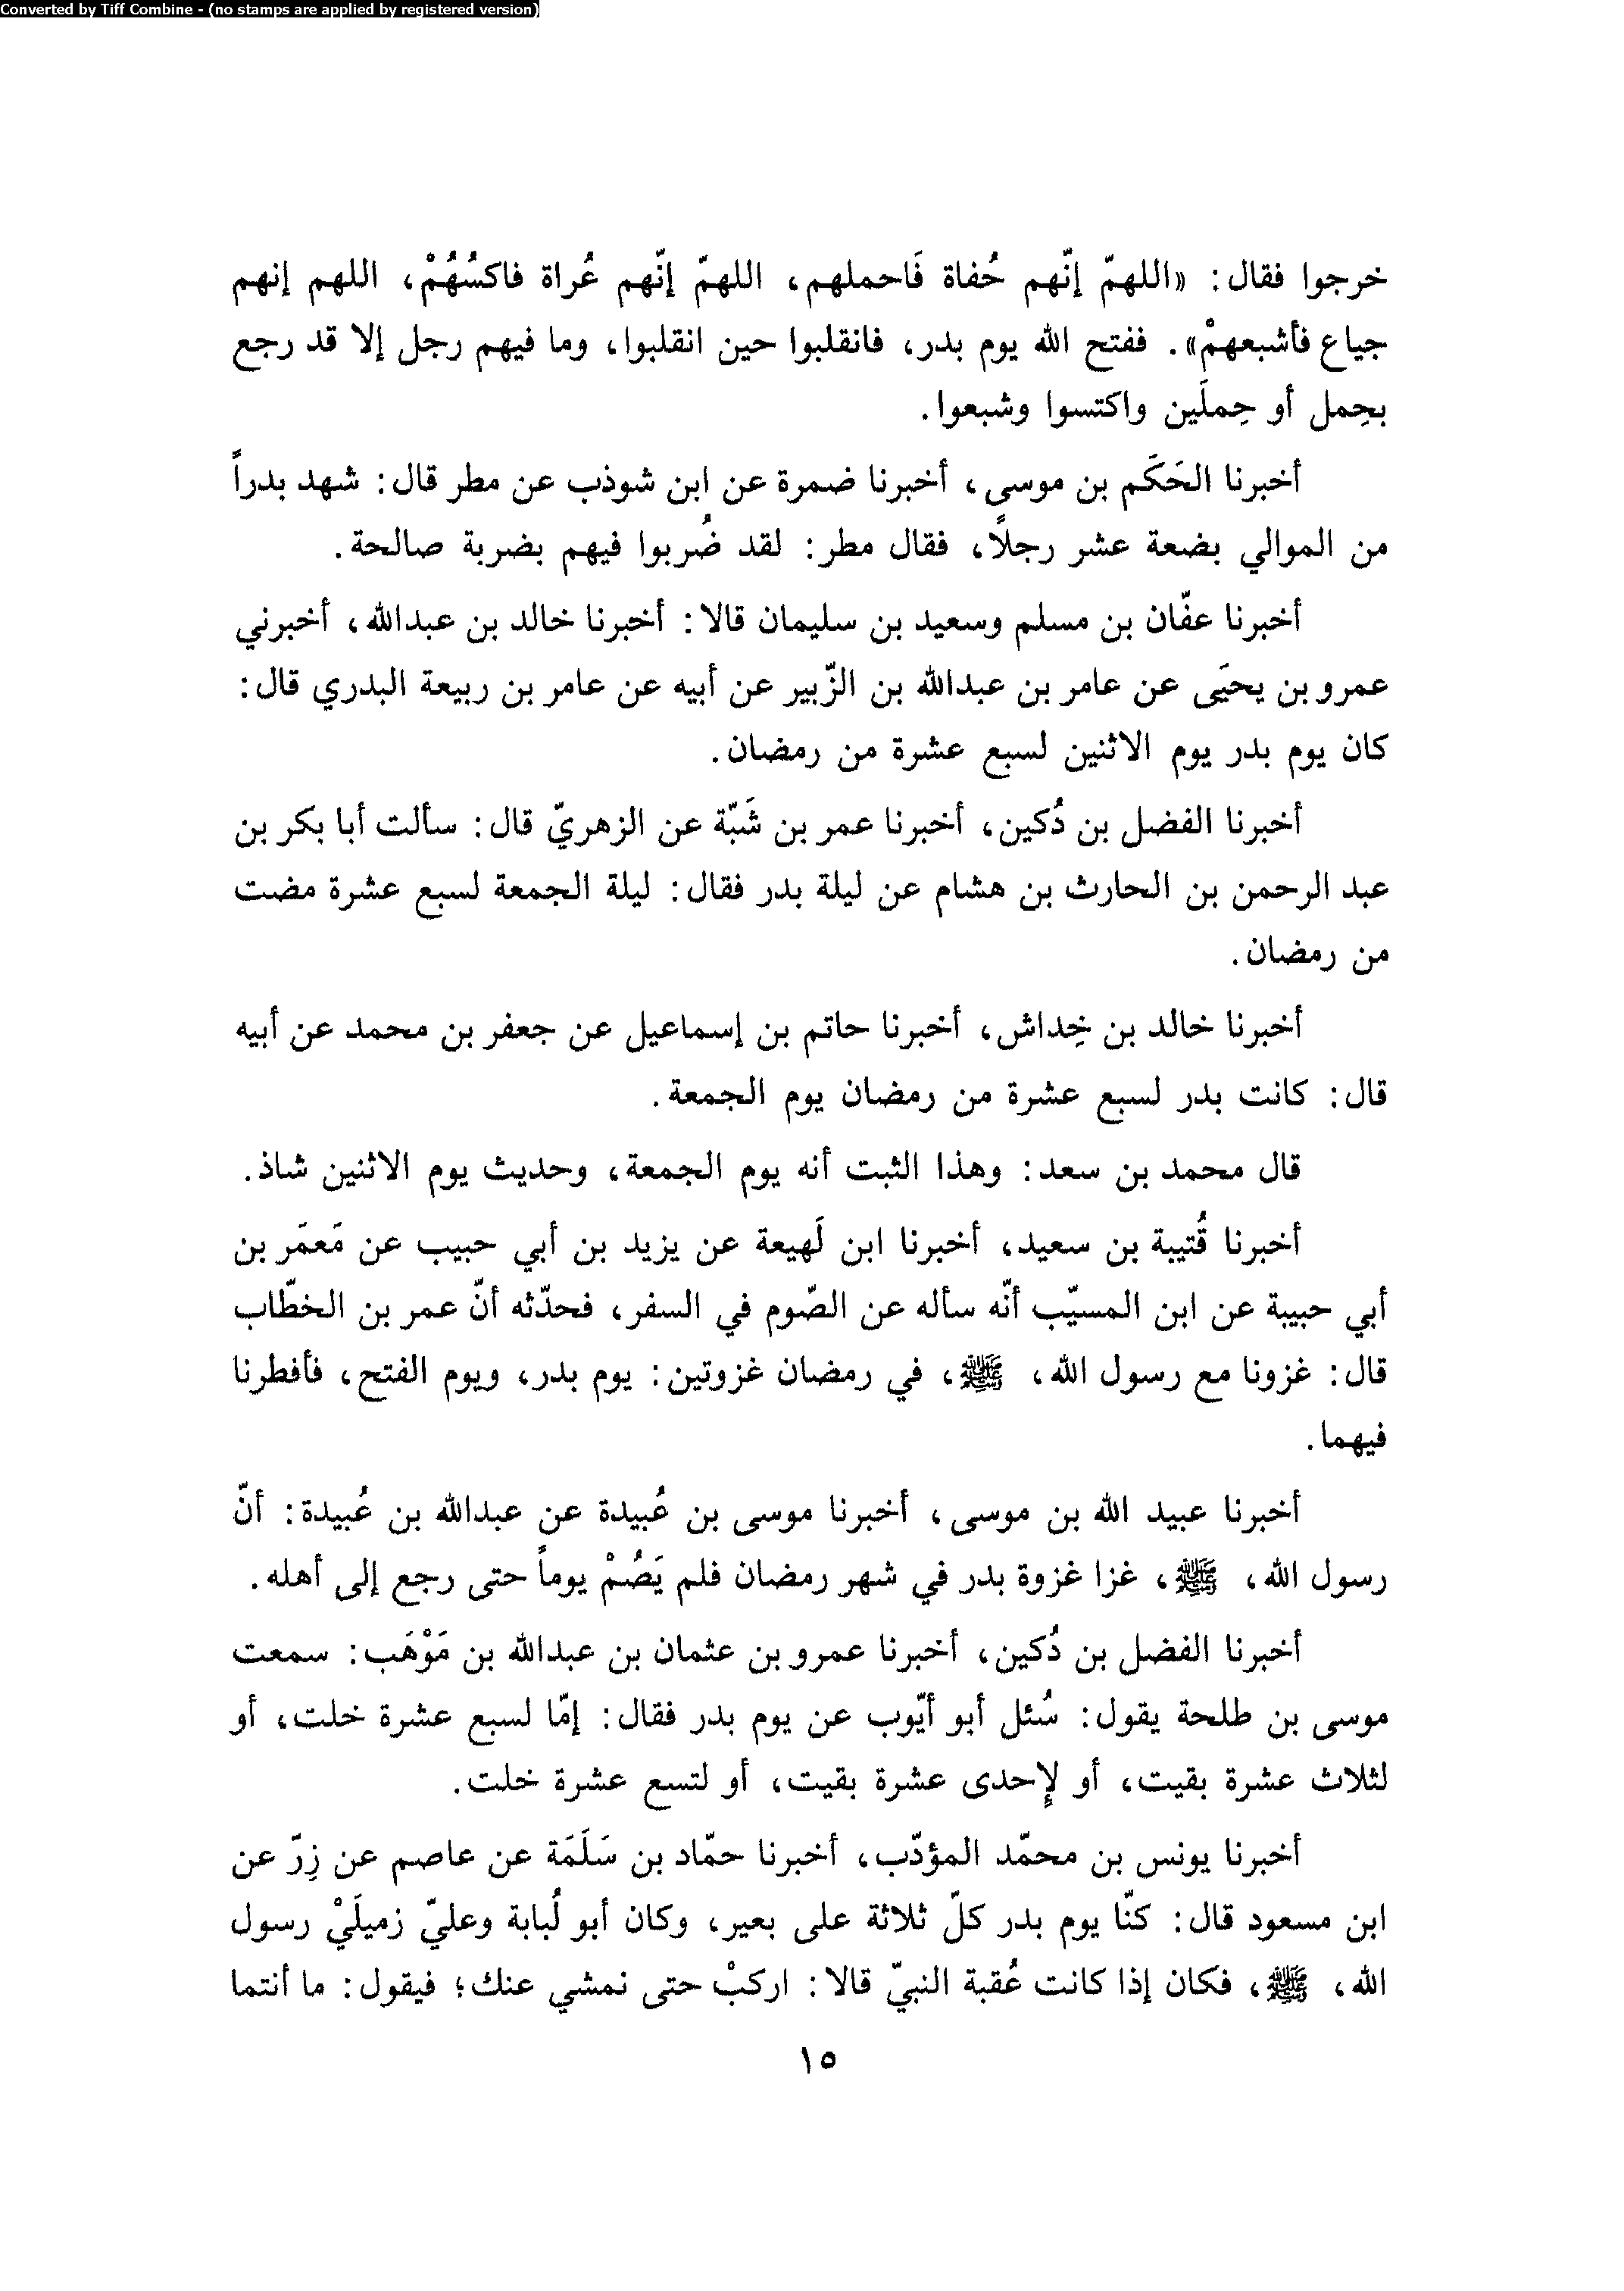 Converted by Tiff Combine - (no stamps are applied by registered version)
خرجوا فقال: «اللهمّ إنّهم حُفاة فَاحملهم، اللهمّ إنّهم عُراة فاكسُهُمْ، اللهم إنهم
جياع فأشبعهمْ». ففتح الله يوم بدر، فانقلبوا حين انقلبوا، وما فيهم رجل إلا قد رجع
بحِمل أو حِملَين واكتسوا وشبعوا.
أخبرنا الحَكَم بن موسى، أخبرنا ضمرة عن ابن شوذب عن مطر قال: شهد بدراً
من الموالي بضعة عشر رجلاً، فقال مطر: لقد ضُربوا فيهم بضربة صالحة.
أخبرنا عفّان بن مسلم وسعيد بن سليمان قالا: أخبرنا خالد بن عبدالله، أخبرني
عمرو بن يحيَى عن عامر بن عبدالله بن الزّبير عن أبيه عن عامر بن ربيعة البدري قال:
كان يوم بدر يوم الاثنين لسبع عشرة من رمضان.
أخبرنا الفضل بن دُكين، أخبرنا عمر بن شَبّة عن الزهريّ قال: سألت أبا بكر بن
عبد الرحمن بن الحارث بن هشام عن ليلة بدر فقال: ليلة الجمعة لسبع عشرة مضت
من رمضان.
أخبرنا خالد بن خِداش، أخبرنا حاتم بن إسماعيل عن جعفر بن محمد عن أبيه
قال: كانت بدر لسبع عشرة من رمضان يوم الجمعة.
قال محمد بن سعد: وهذا الثبت أنه يوم الجمعة، وحديث يوم الاثنين شاذ.
أخبرنا قُتيبة بن سعيد، أخبرنا ابن لَهيعة عن يزيد بن أبي حبيب عن مَعمَر بن
أبي حبيبة عن ابن المسيّب أنّه سأله عن الصّوم في السفر، فحدّثه أنّ عمر بن الخطّاب
قال: غزونا مع رسول الله، ﷺ، في رمضان غزوتين: يوم بدر، ويوم الفتح، فأفطرنا
فيهما.
أخبرنا عبيد الله بن موسى، أخبرنا موسى بن عُبيدة عن عبدالله بن عُبيدة: أنّ
رسول الله، ﷺ، غزا غزوة بدر في شهر رمضان فلم يَصُمْ يوماً حتى رجع إلى أهله.
أخبرنا الفضل بن دُكين، أخبرنا عمرو بن عثمان بن عبدالله بن مَوْهَب: سمعت
موسى بن طلحة يقول: سُئل أبو أيّوب عن يوم بدر فقال: إمّا لسبع عشرة خلت، أو
لثلاث عشرة بقيت، أو لإحدى عشرة بقيت، أو لتسع عشرة خلت.
أخبرنا يونس بن محمّد المؤدّب، أخبرنا حمّاد بن سَلَمَة عن عاصم عن زِرّ عن
ابن مسعود قال: كنّا يوم بدر كلّ ثلاثة على بعير، وكان أبو لُبابة وعليّ زميلَيْ رسول
الله، ﷺ، فكان إذا كانت عُقبة النبيّ قالا: اركبْ حتى نمشي عنك؛ فيقول: ما أنتما
١٥